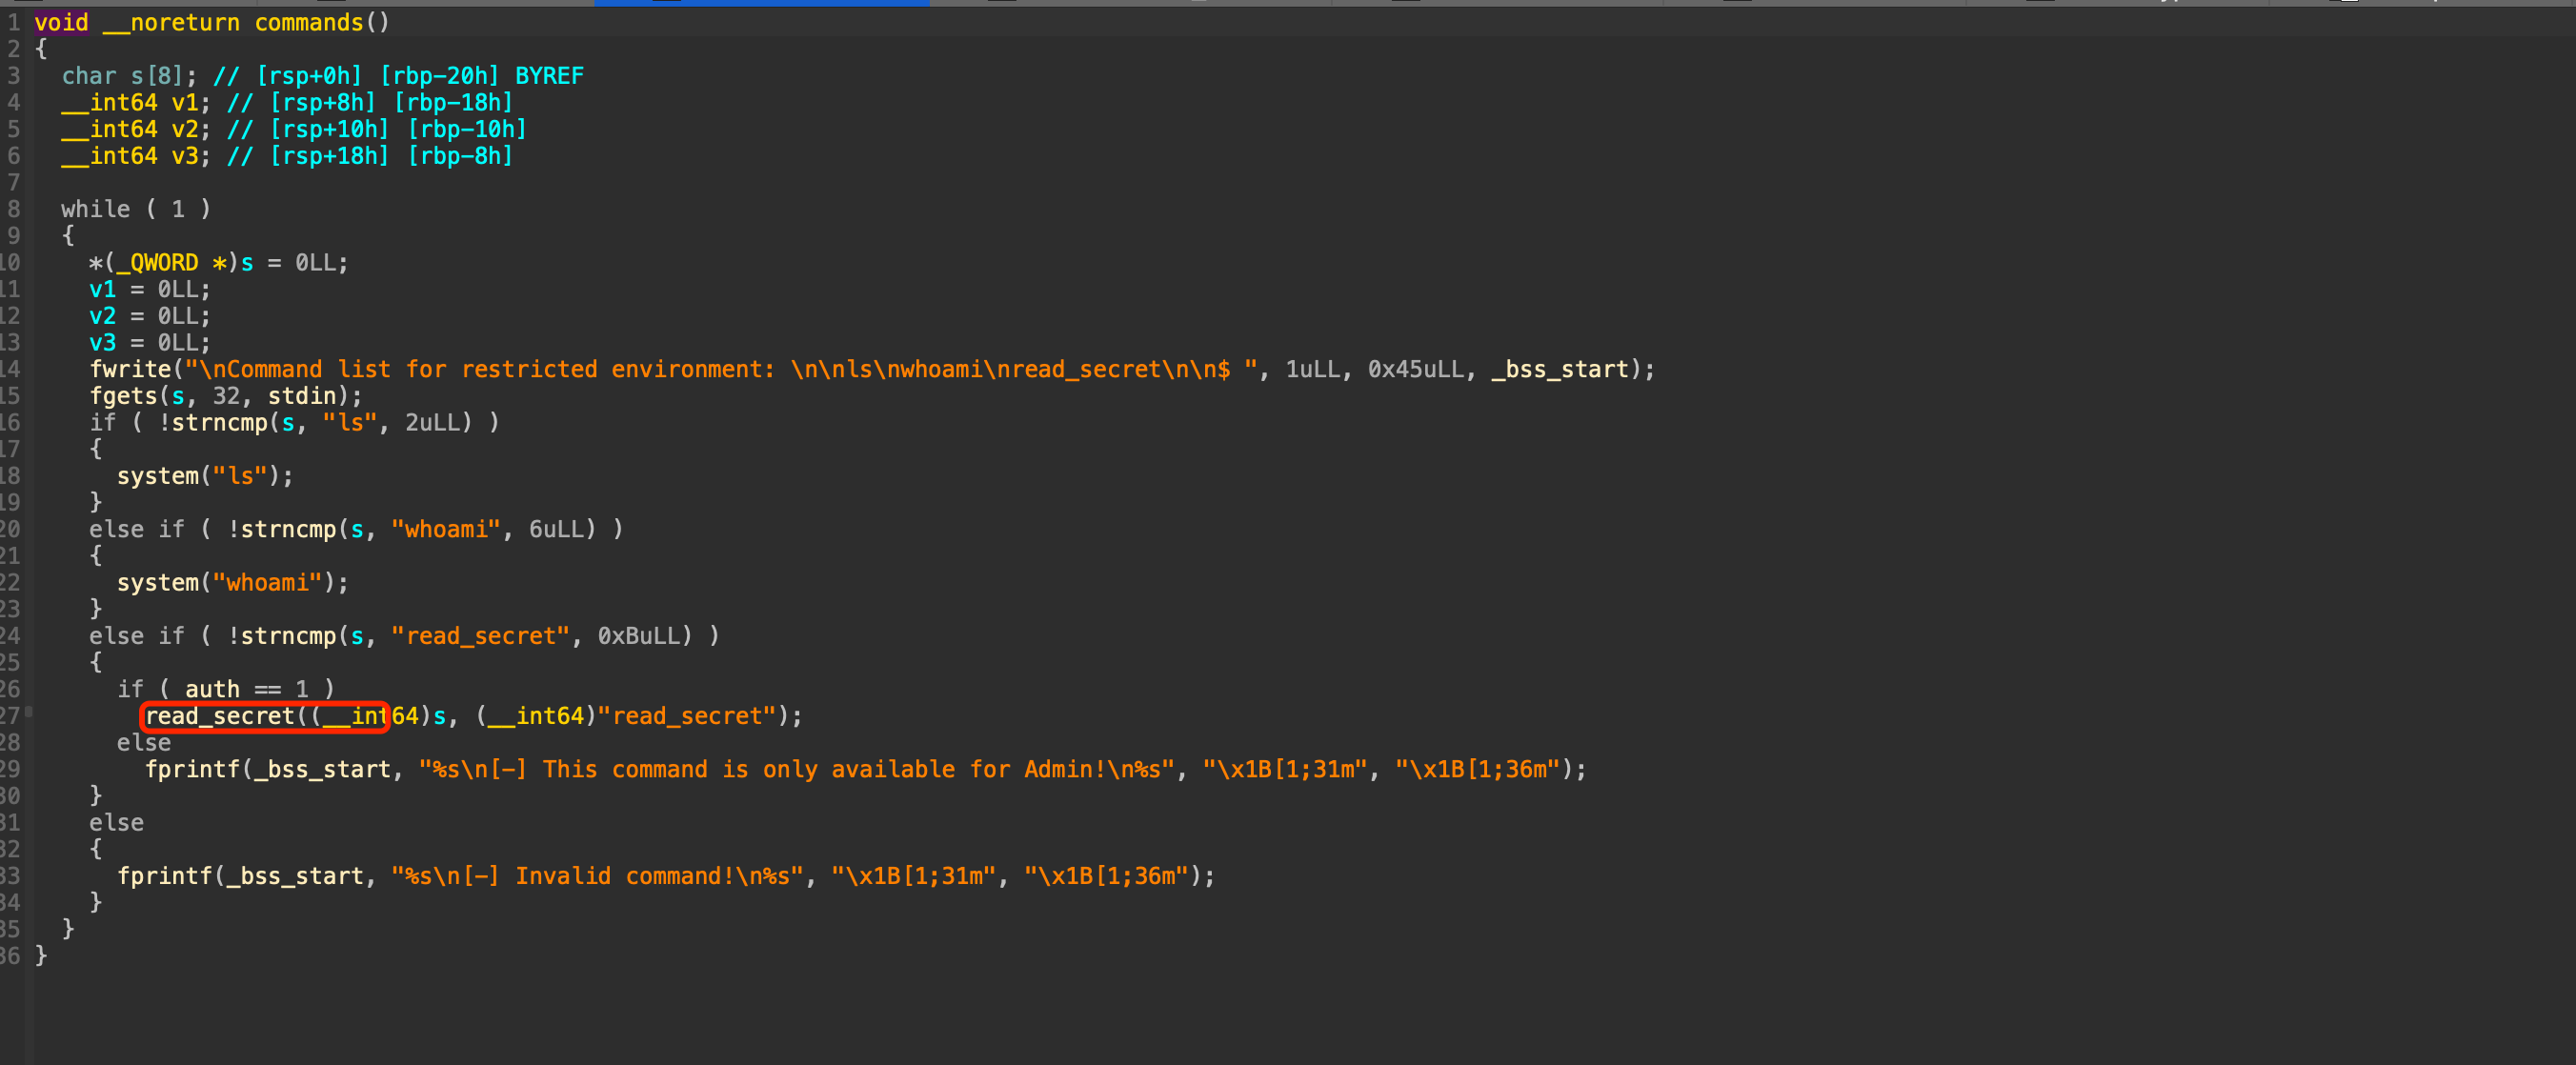 1 void __noreturn commands()
2 {
3   char s[8]; // [rsp+0h] [rbp-20h] BYREF
4   __int64 v1; // [rsp+8h] [rbp-18h]
5   __int64 v2; // [rsp+10h] [rbp-10h]
6   __int64 v3; // [rsp+18h] [rbp-8h]
7
8   while ( 1 )
9   {
10     *(_QWORD *)s = 0LL;
11     v1 = 0LL;
12     v2 = 0LL;
13     v3 = 0LL;
14     fwrite("\nCommand list for restricted environment: \n\nls\nwhoami\nread_secret\n\n$ ", 1uLL, 0x45uLL, _bss_start);
15     fgets(s, 32, stdin);
16     if ( !strncmp(s, "ls", 2uLL) )
17     {
18       system("ls");
19     }
20     else if ( !strncmp(s, "whoami", 6uLL) )
21     {
22       system("whoami");
23     }
24     else if ( !strncmp(s, "read_secret", 0xBuLL) )
25     {
26       if ( auth == 1 )
27         read_secret((__int64)s, (__int64)"read_secret");
28       else
29         fprintf(_bss_start, "%s\n[-] This command is only available for Admin!\n%s", "\x1B[1;31m", "\x1B[1;36m");
30     }
31     else
32     {
33       fprintf(_bss_start, "%s\n[-] Invalid command!\n%s", "\x1B[1;31m", "\x1B[1;36m");
34     }
35   }
36 }